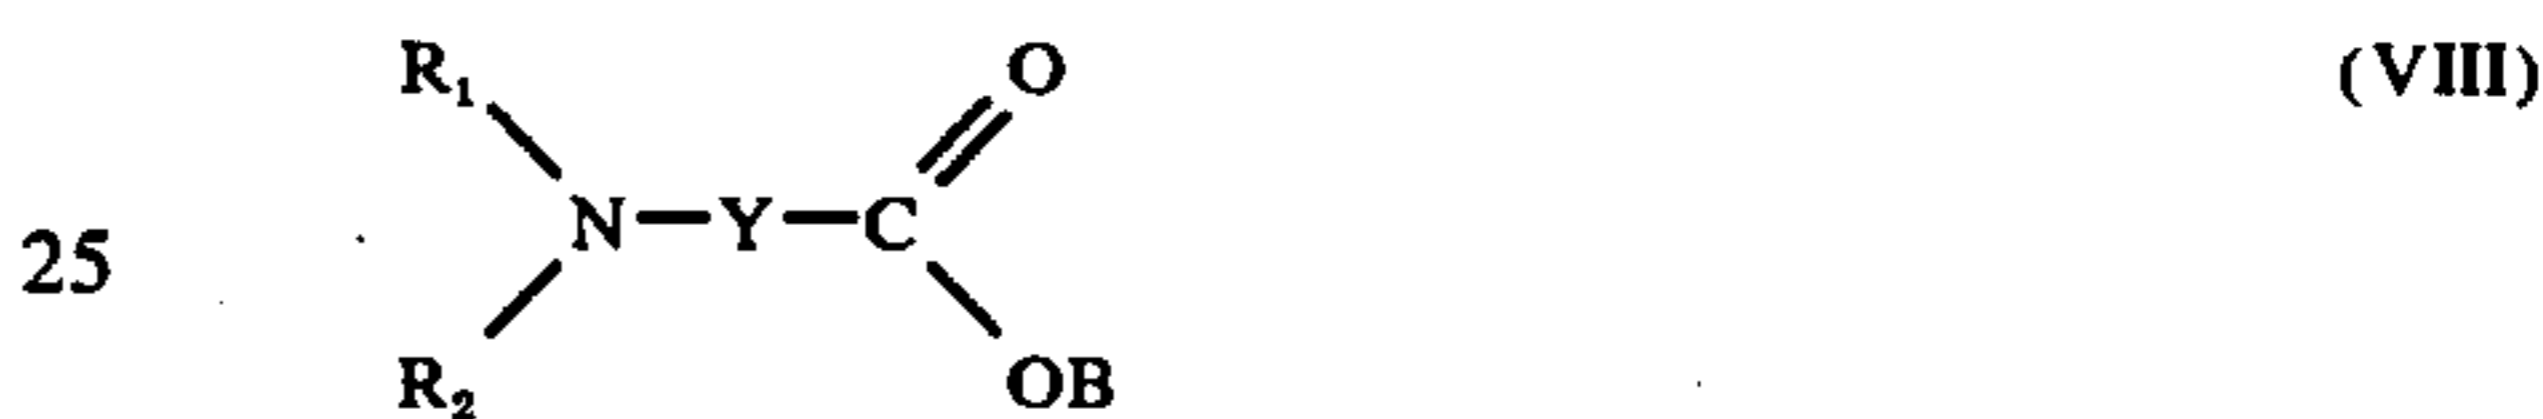 R₁ O (VIII)
25 N—Y—C
R₂ OB